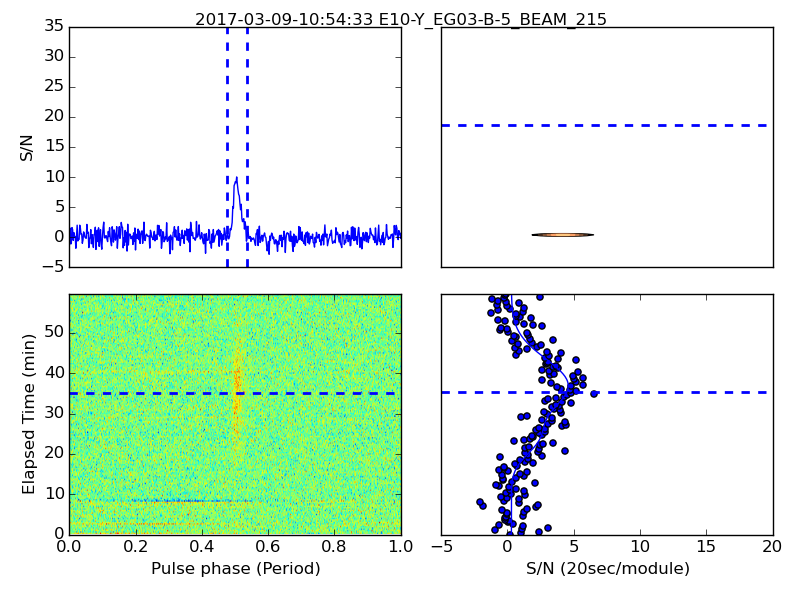 2017-03-09-10:54:33 E10-Y_EG03-B-5_BEAM_215
35
30
25
20
15
10
5
0
−5
S/N
50
40
30
20
10
0
Elapsed Time (min)
0.0 0.2 0.4 0.6 0.8 1.0
Pulse phase (Period)
−5 0 5 10 15 20
S/N (20sec/module)